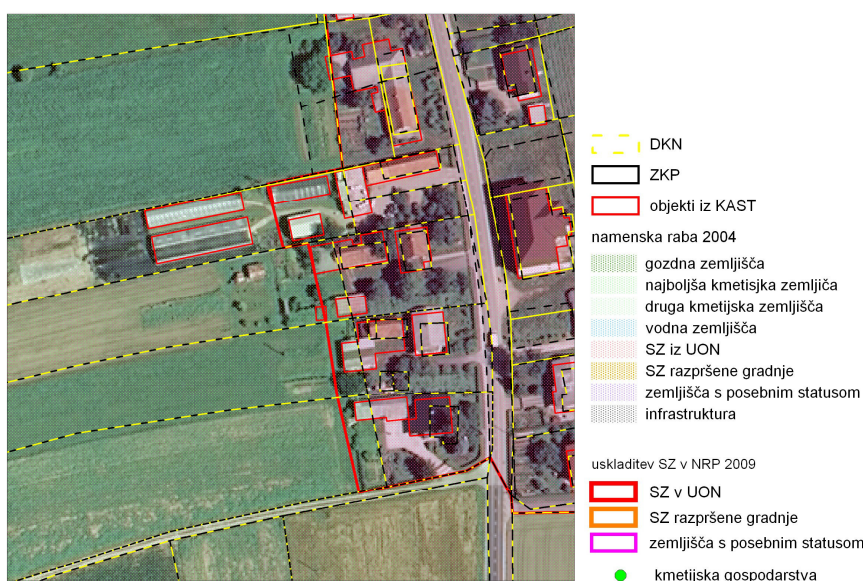 DKN
ZKP
objekti iz KAST
namenska raba 2004
gozdna zemljišča
najboljša kmetisjka zemljiča
druga kmetijska zemljišča
vodna zemljišča
SZ iz UON
SZ razpršene gradnje
zemljišča s posebnim statusom
infrastruktura
uskladitev SZ v NRP 2009
SZ v UON
SZ razpršene gradnje
zemljišča s posebnim statusom
kmetijska gospodarstva